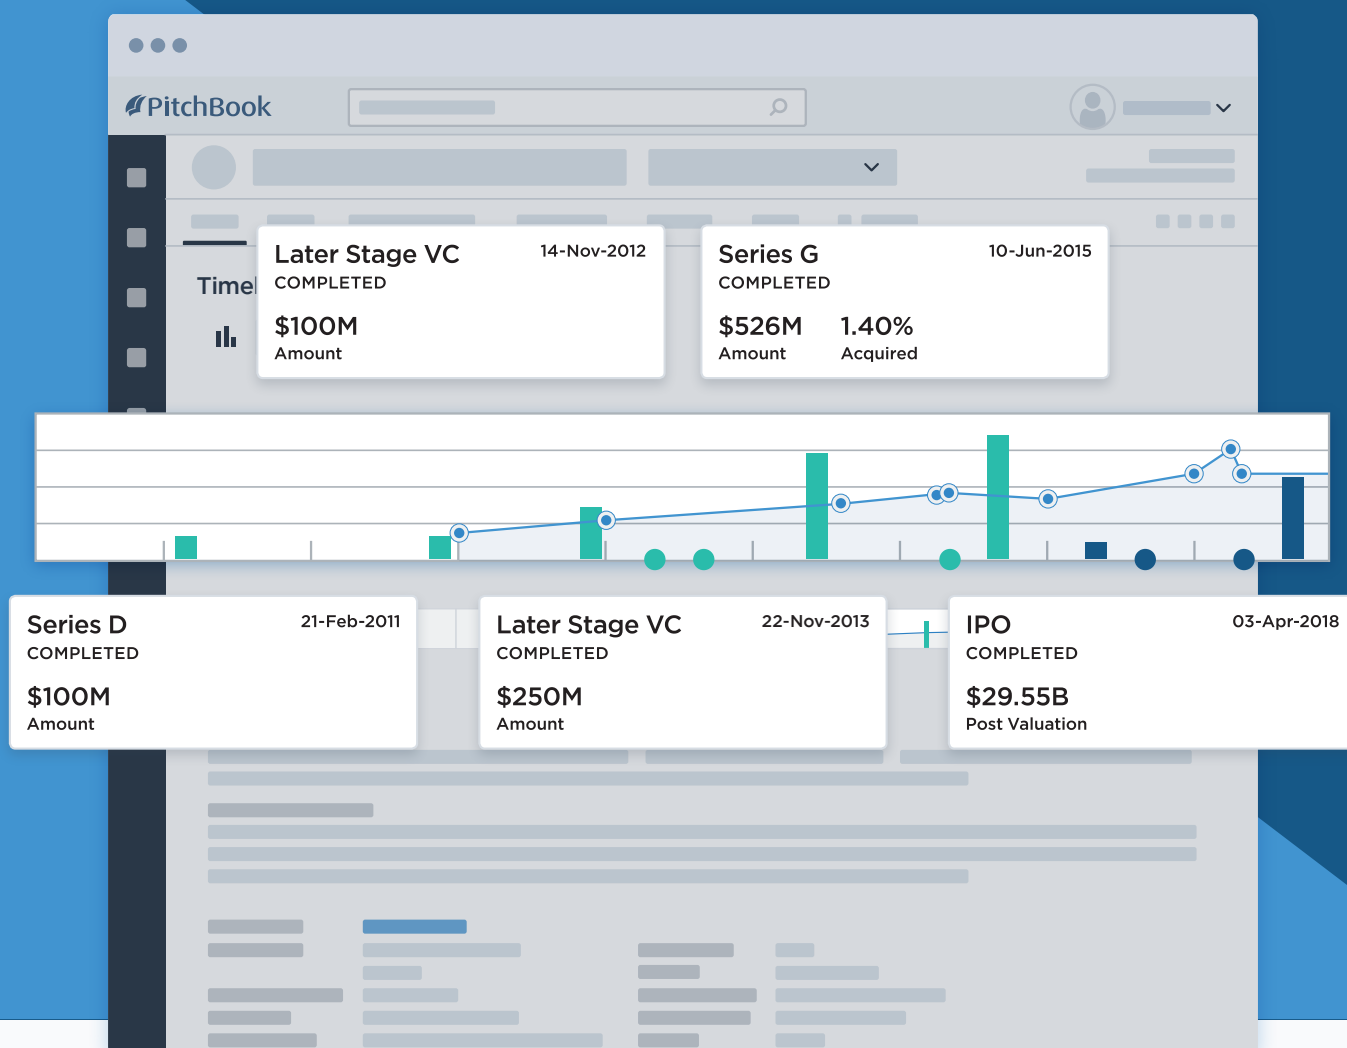 PitchBook
Later Stage VC 14-Nov-2012
COMPLETED
$100M
Amount
Series G 10-Jun-2015
COMPLETED
$526M 1.40%
Amount Acquired
Series D 21-Feb-2011
COMPLETED
$100M
Amount
Later Stage VC 22-Nov-2013
COMPLETED
$250M
Amount
IPO 03-Apr-2018
COMPLETED
$29.55B
Post Valuation